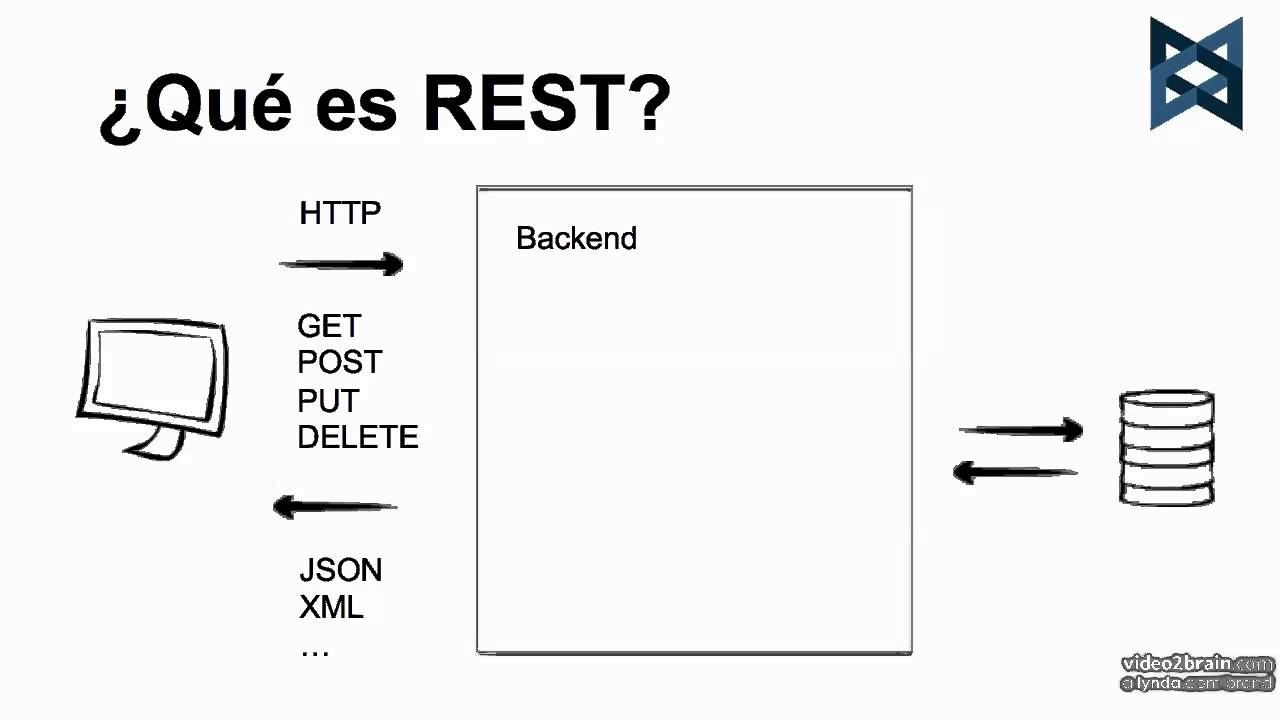 ¿Qué es REST?
HTTP
Backend
GET
POST
PUT
DELETE
JSON
XML
...
video2brain.com
a lynda.com brand